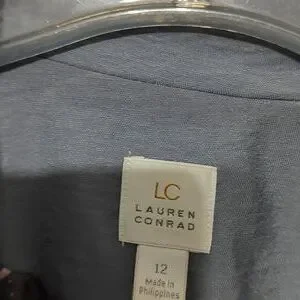 LC
LAUREN
CONRAD
12
Made in
Philippines